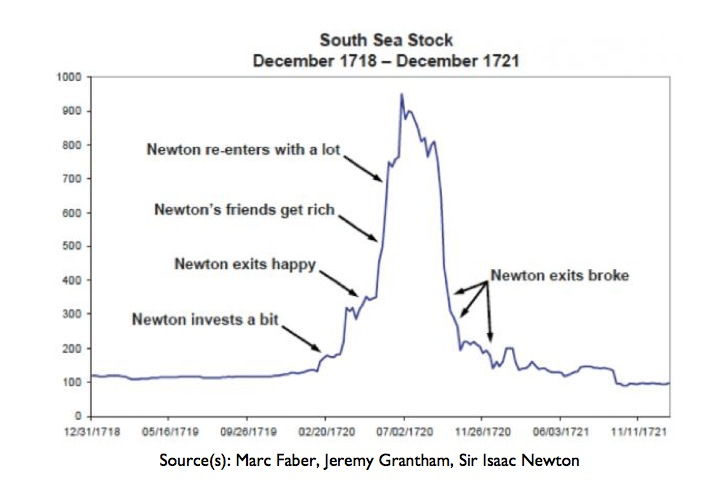 South Sea Stock
December 1718 – December 1721
1000
900
800
700
600
500
400
300
200
100
0
Newton re-enters with a lot
Newton's friends get rich
Newton exits happy
Newton invests a bit
Newton exits broke
12/31/1718 05/16/1719 09/26/1719 02/20/1720 07/02/1720 11/26/1720 06/03/1721 11/11/1721
Source(s): Marc Faber, Jeremy Grantham, Sir Isaac Newton